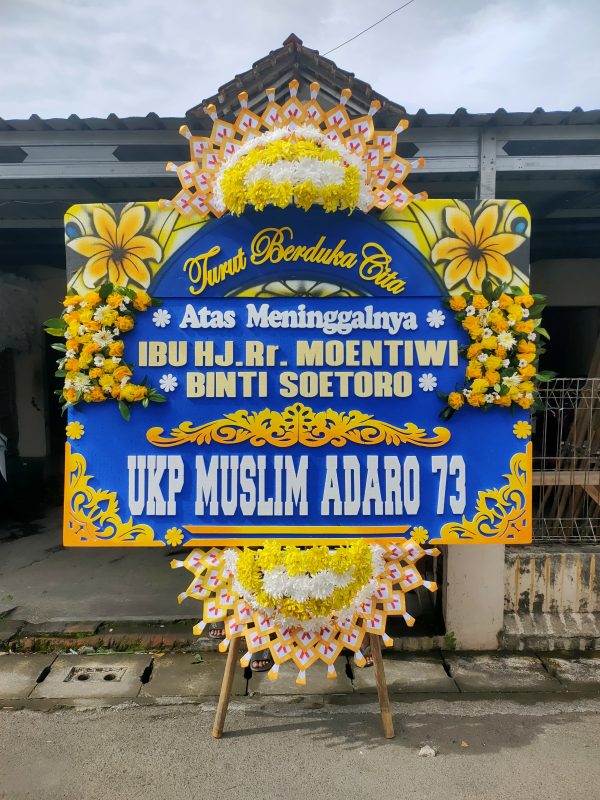 Turut Berduka Cita
Atas Meninggalnya
IBU HJ.Rr. MOENTIWI
BINTI SOETORO
UKP MUSLIM ADARO 73